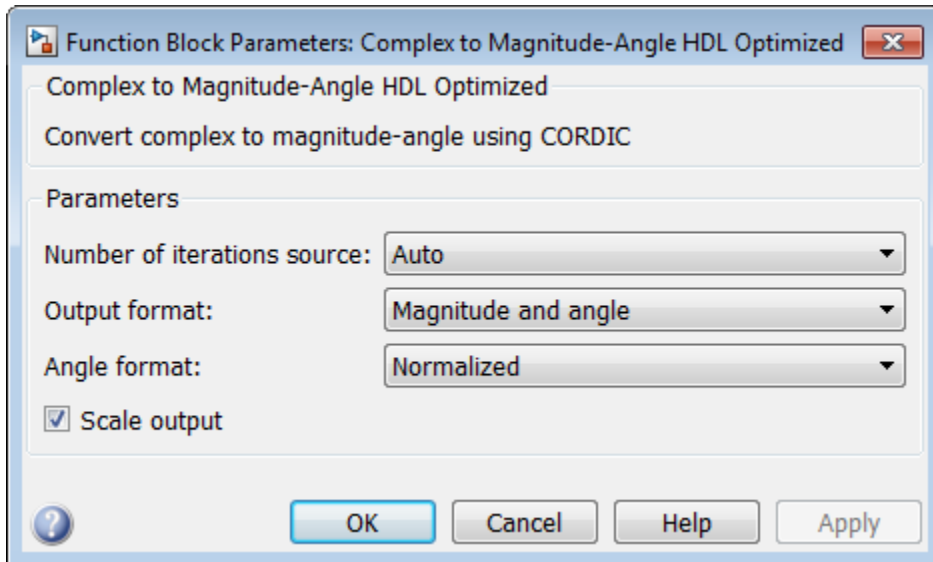 Function Block Parameters: Complex to Magnitude-Angle HDL Optimized
Complex to Magnitude-Angle HDL Optimized
Convert complex to magnitude-angle using CORDIC
Parameters
Number of iterations source: Auto
Output format: Magnitude and angle
Angle format: Normalized
Scale output
? OK Cancel Help Apply